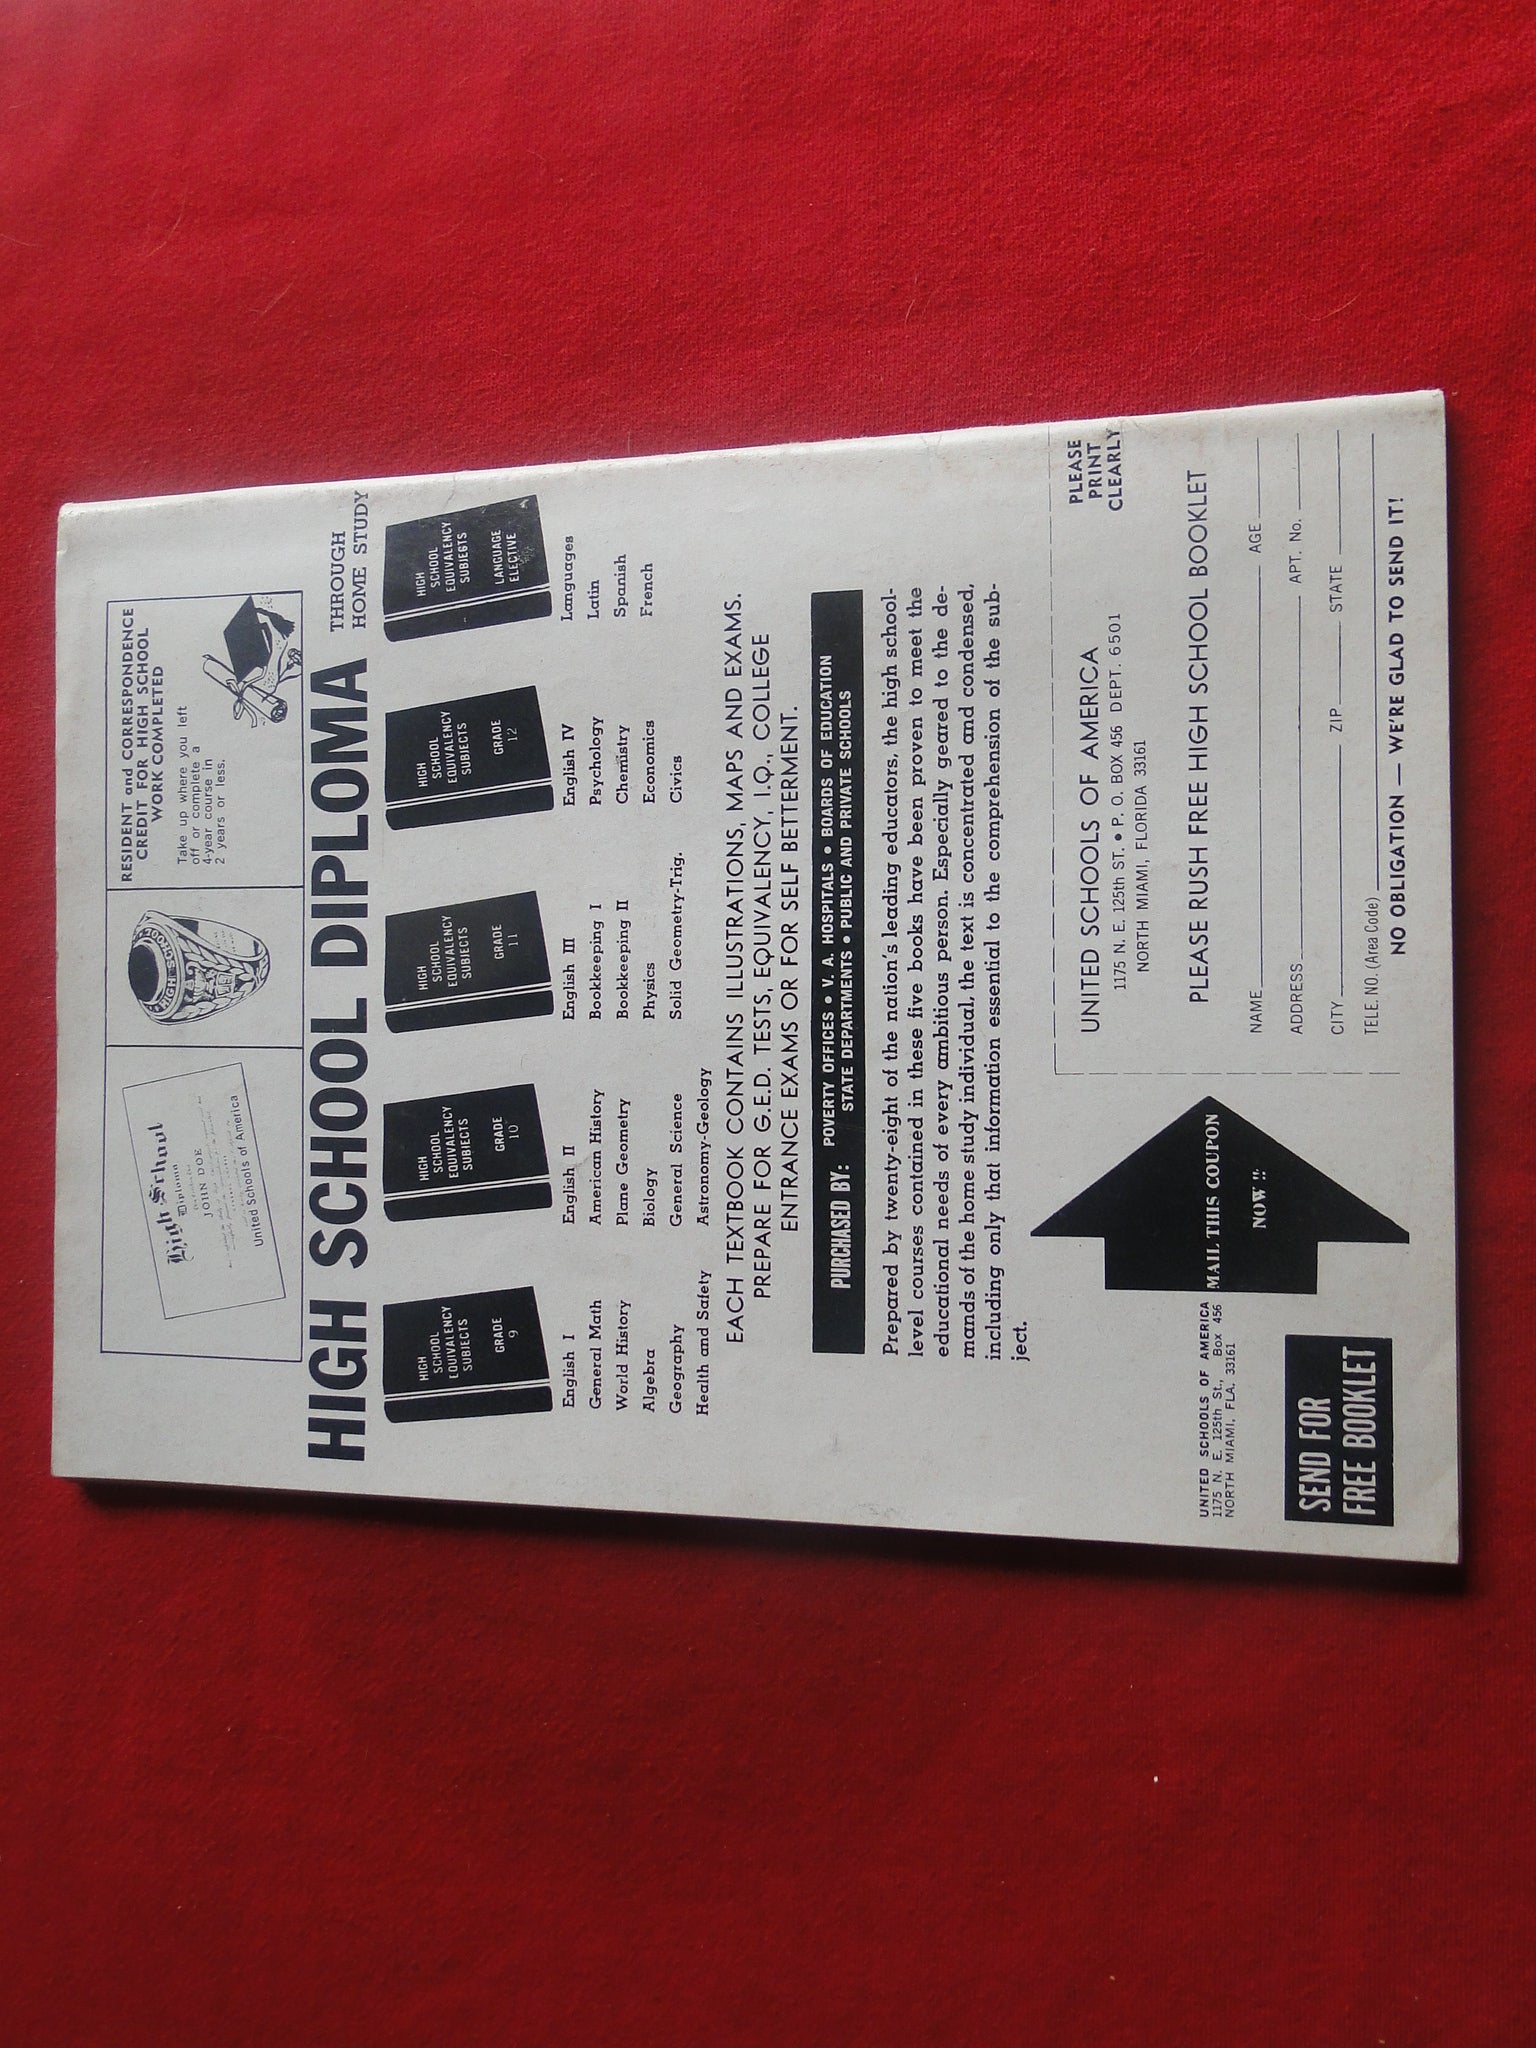 High School
Diploma
JOHN DOE
United Schools of America
HIGH SCHOOL
RESIDENT and CORRESPONDENCE
CREDIT FOR HIGH SCHOOL
WORK COMPLETED
Take up where you left
off or complete a
4-year course in
2 years or less.
HIGH SCHOOL DIPLOMA
THROUGH
HOME STUDY
HIGH
SCHOOL
EQUIVALENCY
SUBJECTS
GRADE
9
HIGH
SCHOOL
EQUIVALENCY
SUBJECTS
GRADE
10
HIGH
SCHOOL
EQUIVALENCY
SUBJECTS
GRADE
11
HIGH
SCHOOL
EQUIVALENCY
SUBJECTS
GRADE
12
HIGH
SCHOOL
EQUIVALENCY
SUBJECTS
LANGUAGE
ELECTIVE
English I
General Math
World History
Algebra
Geography
Health and Safety
English II
American History
Plane Geometry
Biology
General Science
Astronomy-Geology
English III
Bookkeeping I
Bookkeeping II
Physics
Solid Geometry-Trig.
English IV
Psychology
Chemistry
Economics
Civics
Languages
Latin
Spanish
French
EACH TEXTBOOK CONTAINS ILLUSTRATIONS, MAPS AND EXAMS.
PREPARE FOR G.E.D. TESTS, EQUIVALENCY, I.Q., COLLEGE
ENTRANCE EXAMS OR FOR SELF BETTERMENT.
PURCHASED BY: POVERTY OFFICES • V. A. HOSPITALS • BOARDS OF EDUCATION
STATE DEPARTMENTS • PUBLIC AND PRIVATE SCHOOLS
Prepared by twenty-eight of the nation's leading educators, the high school-
level courses contained in these five books have been proven to meet the
educational needs of every ambitious person. Especially geared to the de-
mands of the home study individual, the text is concentrated and condensed,
including only that information essential to the comprehension of the sub-
ject.
UNITED SCHOOLS OF AMERICA
1175 N. E. 125th St., Box 456
NORTH MIAMI, FLA. 33161
SEND FOR
FREE BOOKLET
MAIL THIS COUPON
NOW !!
UNITED SCHOOLS OF AMERICA
1175 N. E. 125th ST. • P. O. BOX 456 DEPT. 6501
NORTH MIAMI, FLORIDA 33161
PLEASE
PRINT
CLEARLY
PLEASE RUSH FREE HIGH SCHOOL BOOKLET
NAME AGE
ADDRESS APT. No.
CITY ZIP STATE
TELE. NO. (Area Code)
NO OBLIGATION — WE'RE GLAD TO SEND IT!